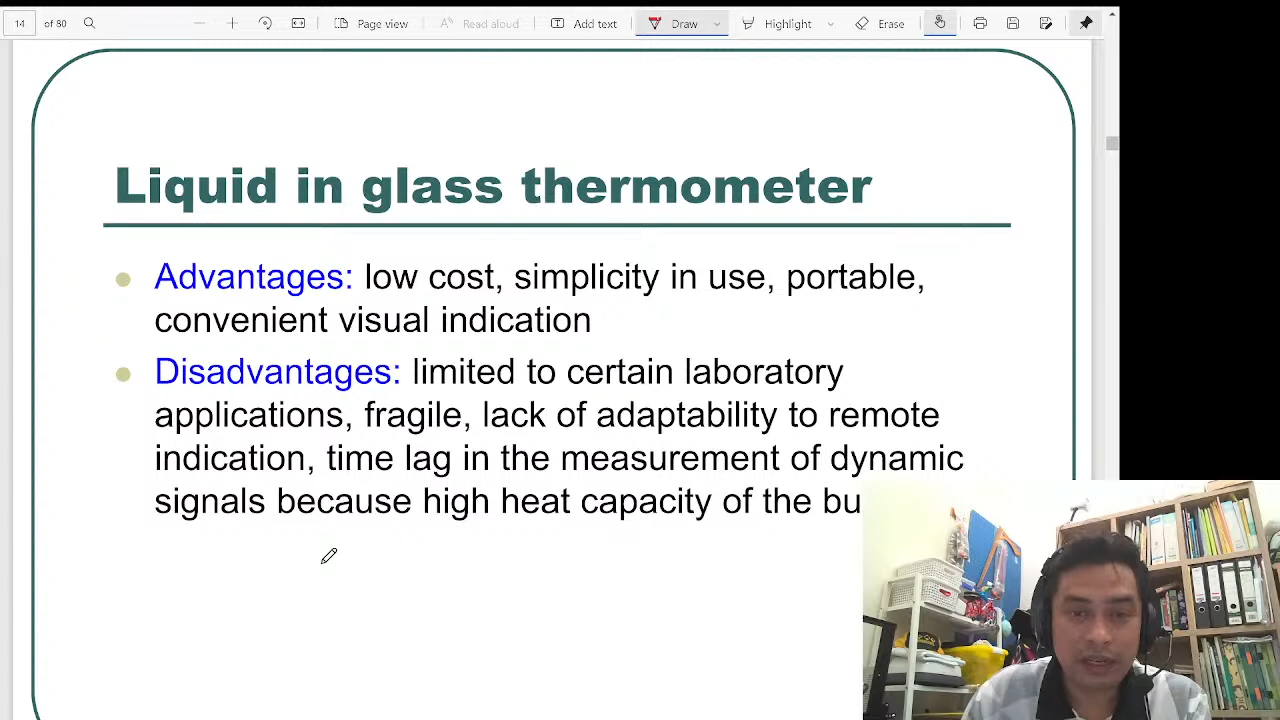 14 of 80 Page view Read aloud Add text Draw Highlight Erase
Liquid in glass thermometer
Advantages: low cost, simplicity in use, portable,
convenient visual indication
Disadvantages: limited to certain laboratory
applications, fragile, lack of adaptability to remote
indication, time lag in the measurement of dynamic
signals because high heat capacity of the